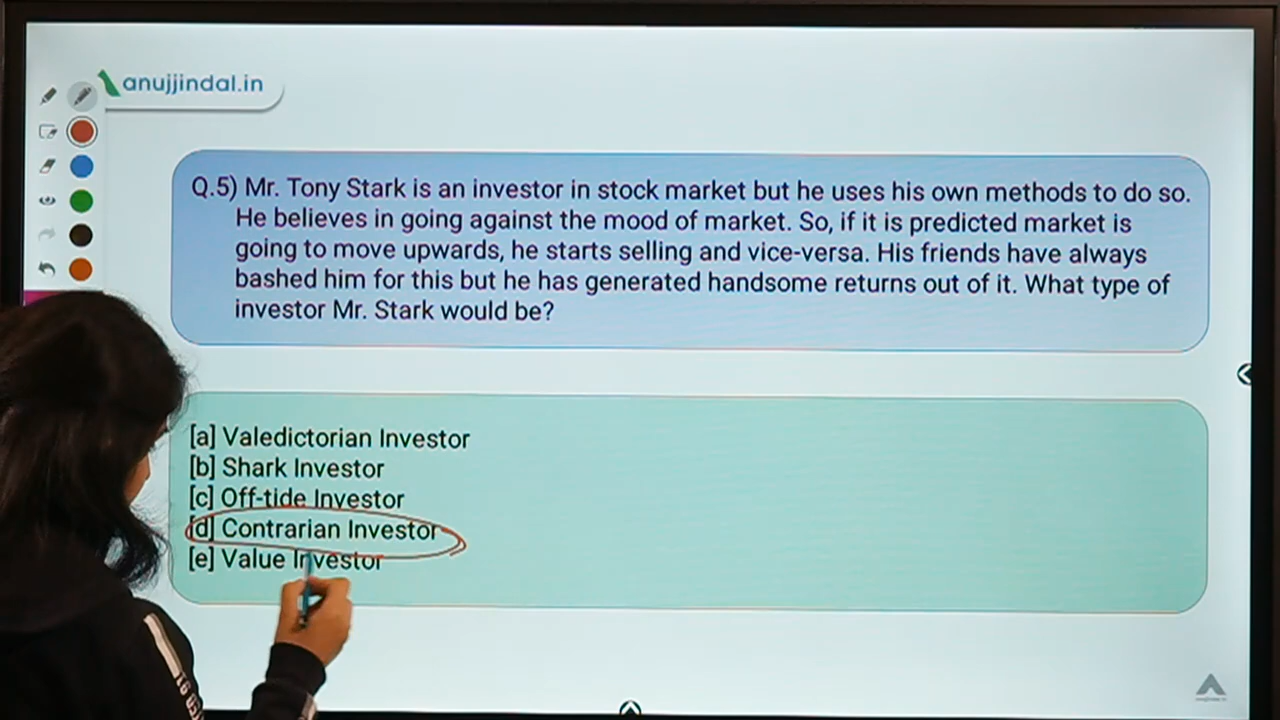 anujjindal.in
Q.5) Mr. Tony Stark is an investor in stock market but he uses his own methods to do so.
He believes in going against the mood of market. So, if it is predicted market is
going to move upwards, he starts selling and vice-versa. His friends have always
bashed him for this but he has generated handsome returns out of it. What type of
investor Mr. Stark would be?
[a] Valedictorian Investor
[b] Shark Investor
[c] Off-tide Investor
[d] Contrarian Investor
[e] Value Investor